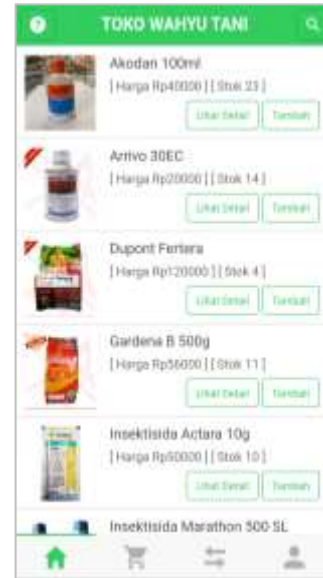 TOKO WAHYU TANI
Akodan 100ml
[ Harga Rp40000 ] [ Stok 23 ]
Lihat Detail Tambah
Arrivo 30EC
[ Harga Rp20000 ] [ Stok 14 ]
Lihat Detail Tambah
Dupont Fertera
[ Harga Rp120000 ] [ Stok 4 ]
Lihat Detail Tambah
Gardena B 500g
[ Harga Rp56000 ] [ Stok 11 ]
Lihat Detail Tambah
Insektisida Actara 10g
[ Harga Rp50000 ] [ Stok 10 ]
Lihat Detail Tambah
Insektisida Marathon 500 SL